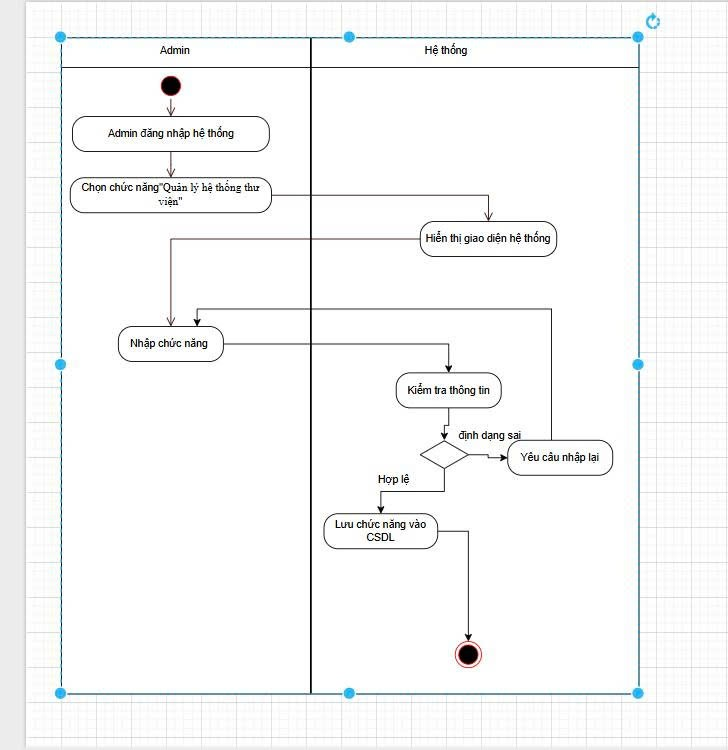 Admin
Hệ thống
Admin đăng nhập hệ thống
Chọn chức năng"Quản lý hệ thống thư
viện"
Hiển thị giao diện hệ thống
Nhập chức năng
Kiểm tra thông tin
định dạng sai
Yêu cầu nhập lại
Hợp lệ
Lưu chức năng vào
CSDL